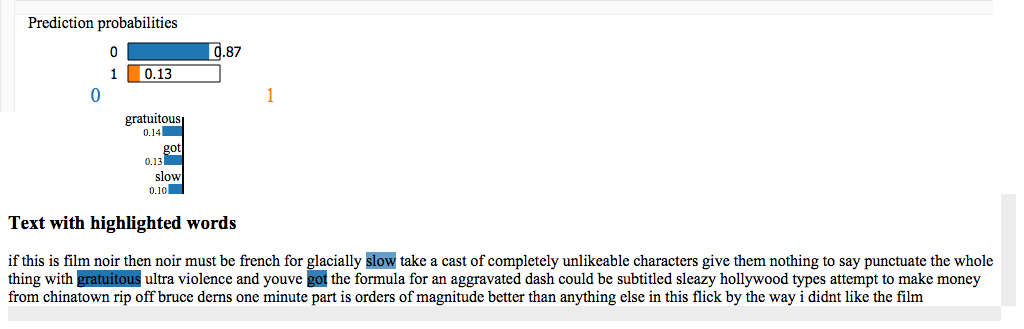 Prediction probabilities
0 0.87
1 0.13
0 1
gratuitous
0.14
got
0.13
slow
0.10
Text with highlighted words
if this is film noir then noir must be french for glacially slow take a cast of completely unlikeable characters give them nothing to say punctuate the whole
thing with gratuitous ultra violence and youve got the formula for an aggravated dash could be subtitled sleazy hollywood types attempt to make money
from chinatown rip off bruce derns one minute part is orders of magnitude better than anything else in this flick by the way i didnt like the film